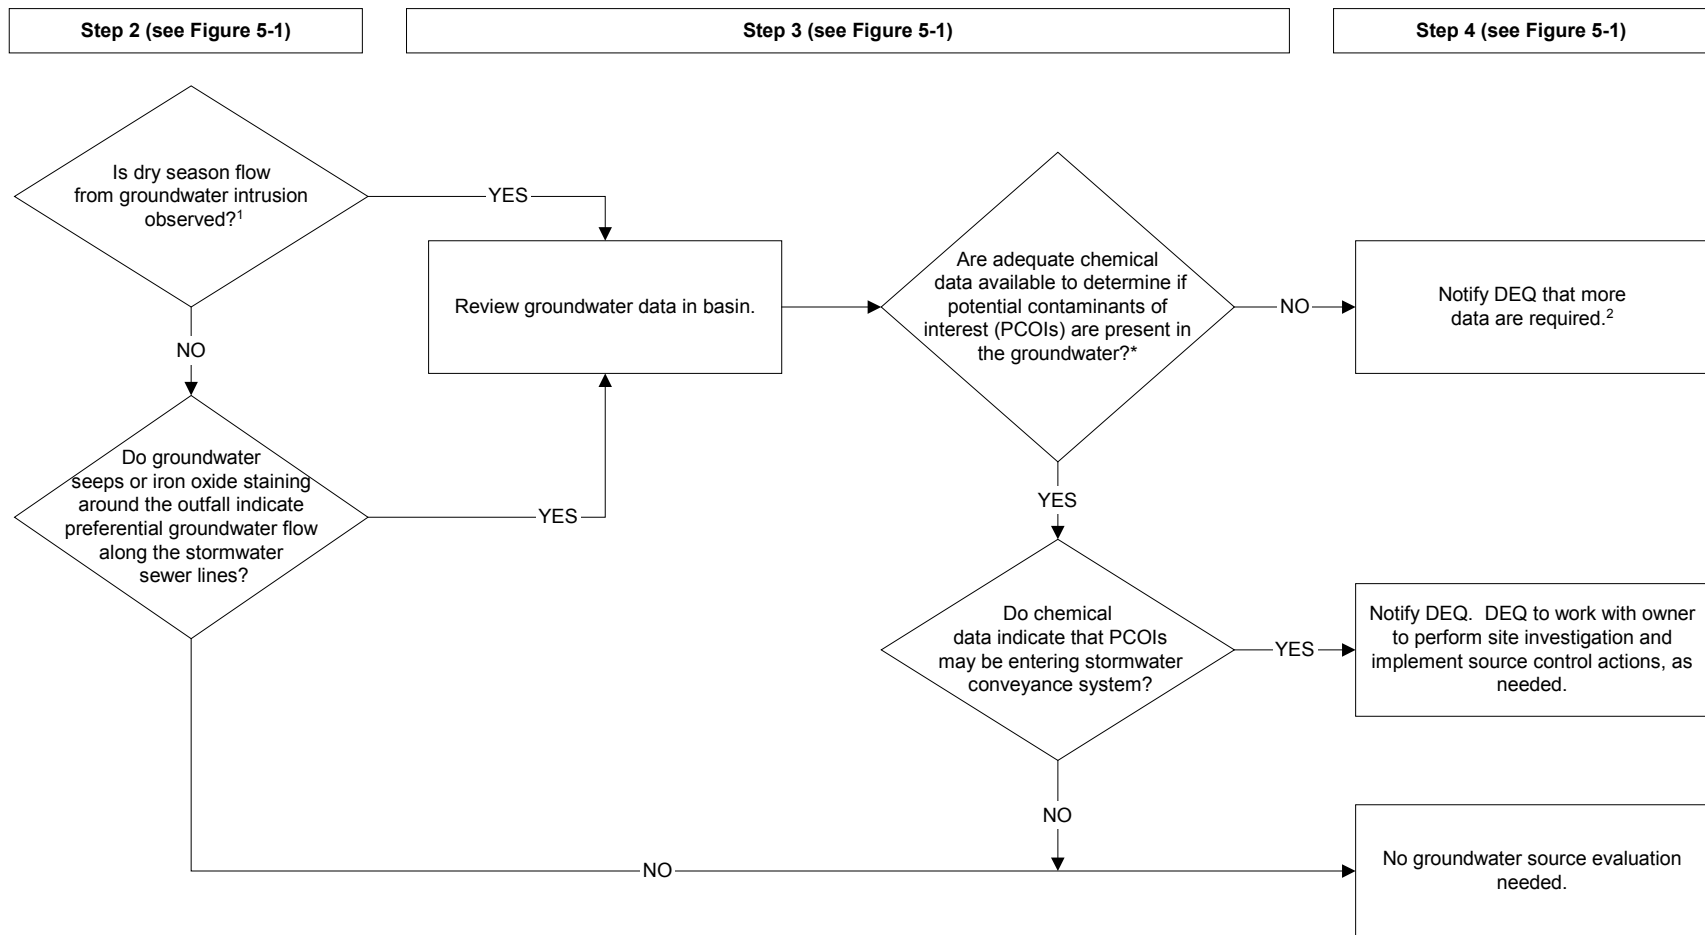 Step 2 (see Figure 5-1)
Step 3 (see Figure 5-1)
Step 4 (see Figure 5-1)
Is dry season flow
from groundwater intrusion
observed?¹
YES
NO
Review groundwater data in basin.
Do groundwater
seeps or iron oxide staining
around the outfall indicate
preferential groundwater flow
along the stormwater
sewer lines?
YES
NO
Are adequate chemical
data available to determine if
potential contaminants of
interest (PCOIs) are present in
the groundwater?*
NO
YES
Notify DEQ that more
data are required.²
Do chemical
data indicate that PCOIs
may be entering stormwater
conveyance system?
YES
NO
Notify DEQ.  DEQ to work with owner
to perform site investigation and
implement source control actions, as
needed.
No groundwater source evaluation
needed.